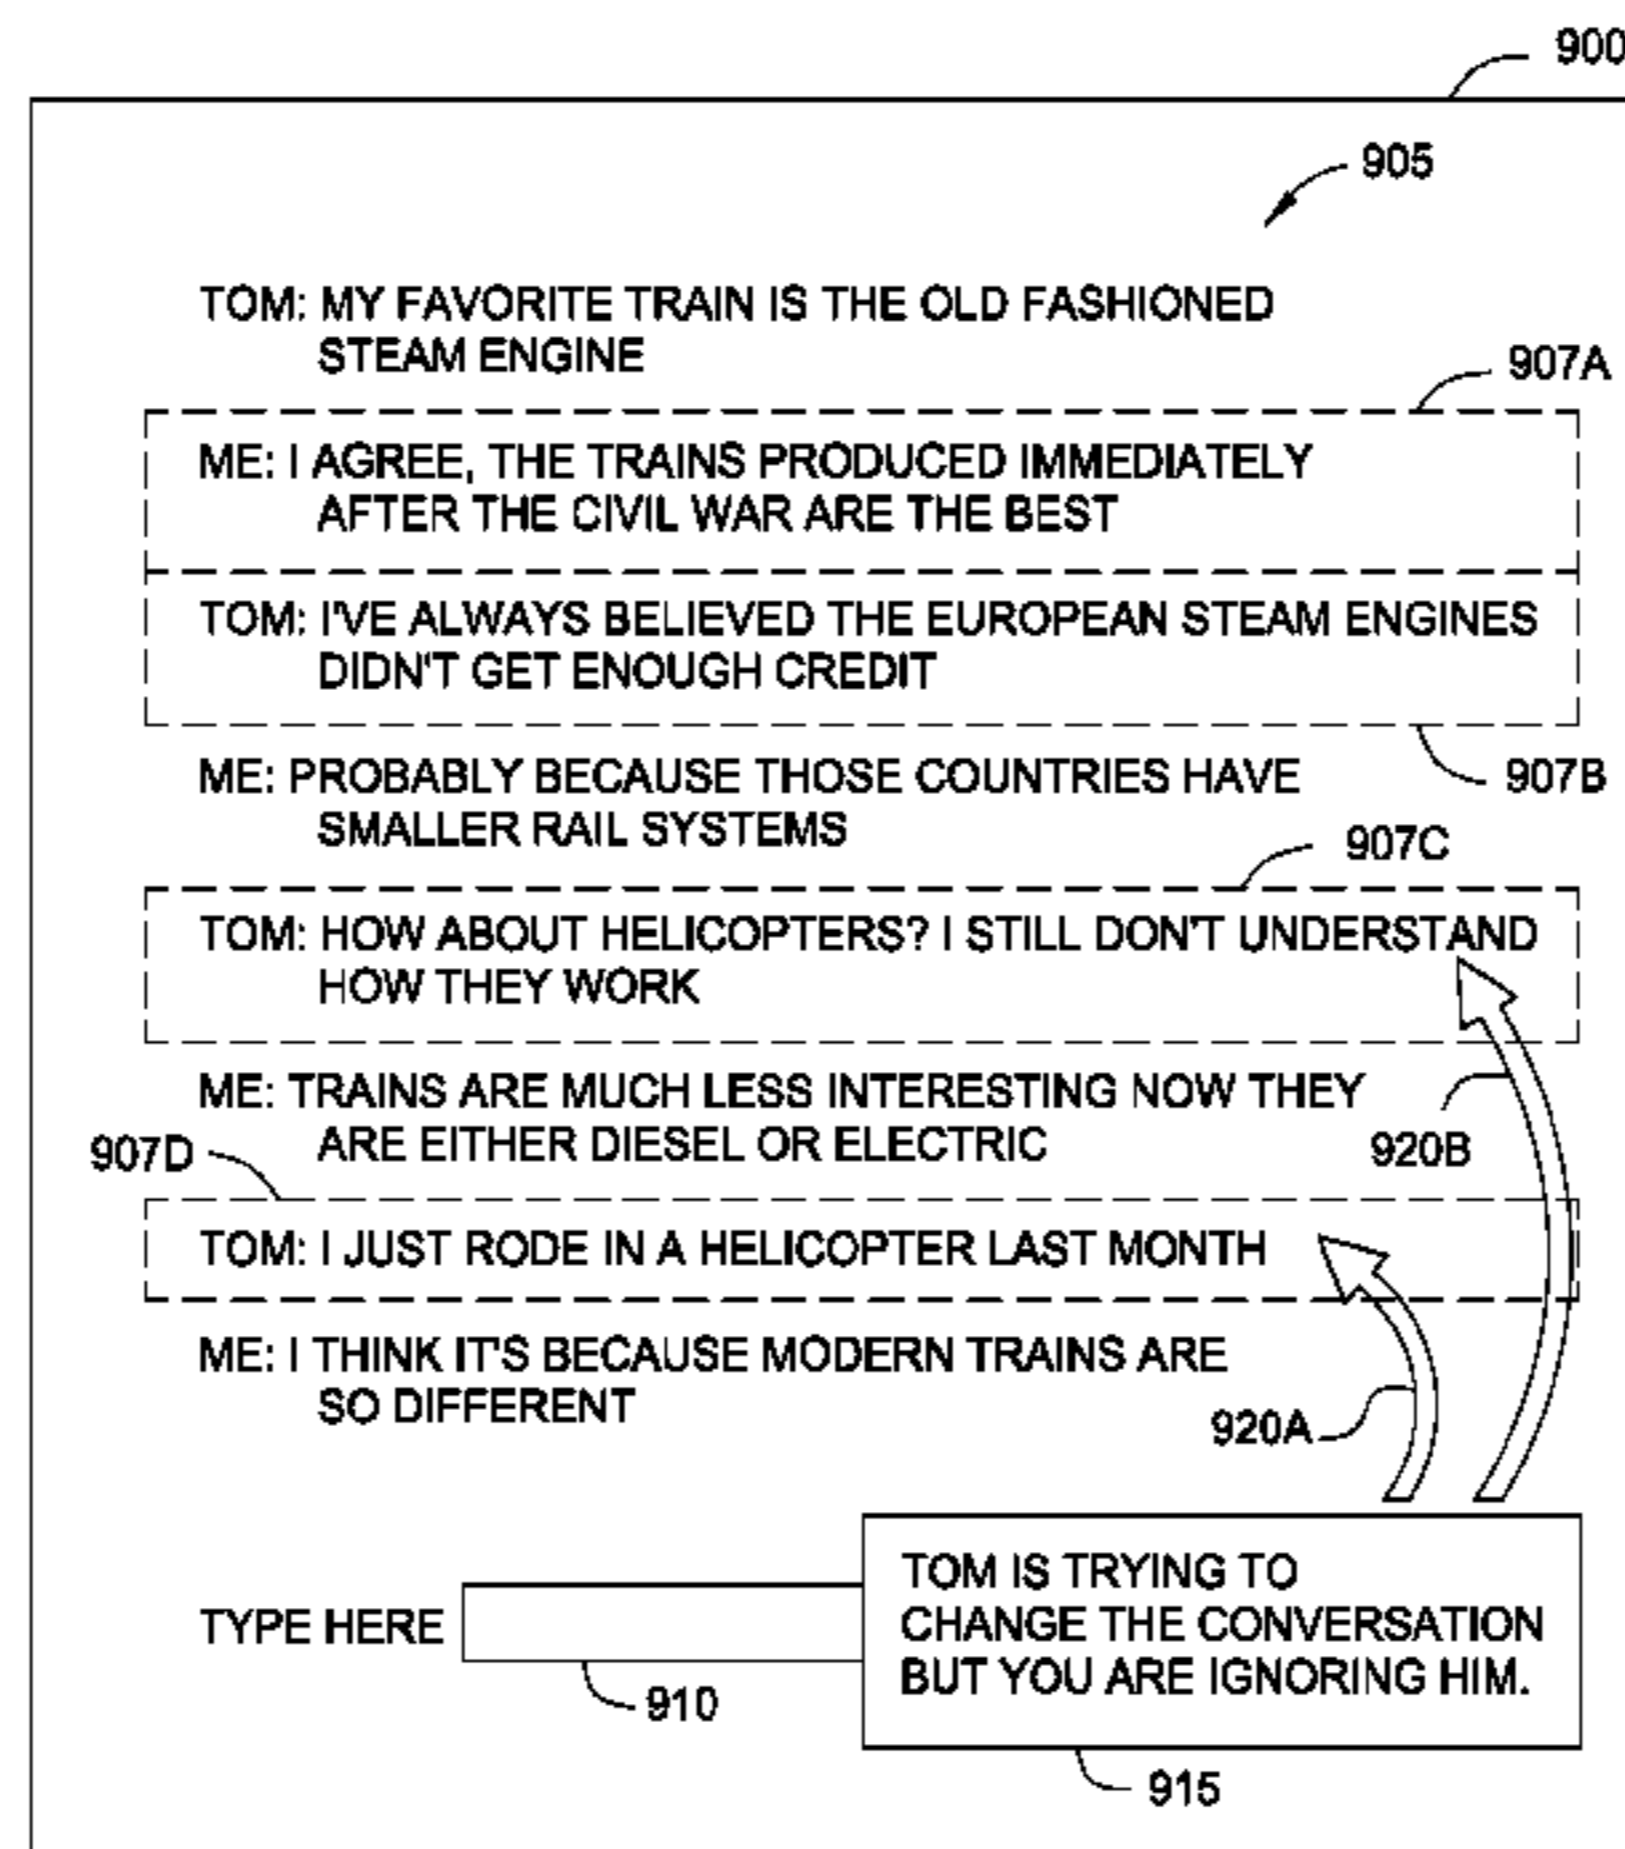 900
905
TOM: MY FAVORITE TRAIN IS THE OLD FASHIONED
STEAM ENGINE
907A
ME: I AGREE, THE TRAINS PRODUCED IMMEDIATELY
AFTER THE CIVIL WAR ARE THE BEST
TOM: I'VE ALWAYS BELIEVED THE EUROPEAN STEAM ENGINES
DIDN'T GET ENOUGH CREDIT
ME: PROBABLY BECAUSE THOSE COUNTRIES HAVE
907B
SMALLER RAIL SYSTEMS
907C
TOM: HOW ABOUT HELICOPTERS? I STILL DON'T UNDERSTAND
HOW THEY WORK
ME: TRAINS ARE MUCH LESS INTERESTING NOW THEY
ARE EITHER DIESEL OR ELECTRIC
920B
907D
TOM: I JUST RODE IN A HELICOPTER LAST MONTH
ME: I THINK IT'S BECAUSE MODERN TRAINS ARE
SO DIFFERENT
920A
TYPE HERE
910
TOM IS TRYING TO
CHANGE THE CONVERSATION
BUT YOU ARE IGNORING HIM.
915